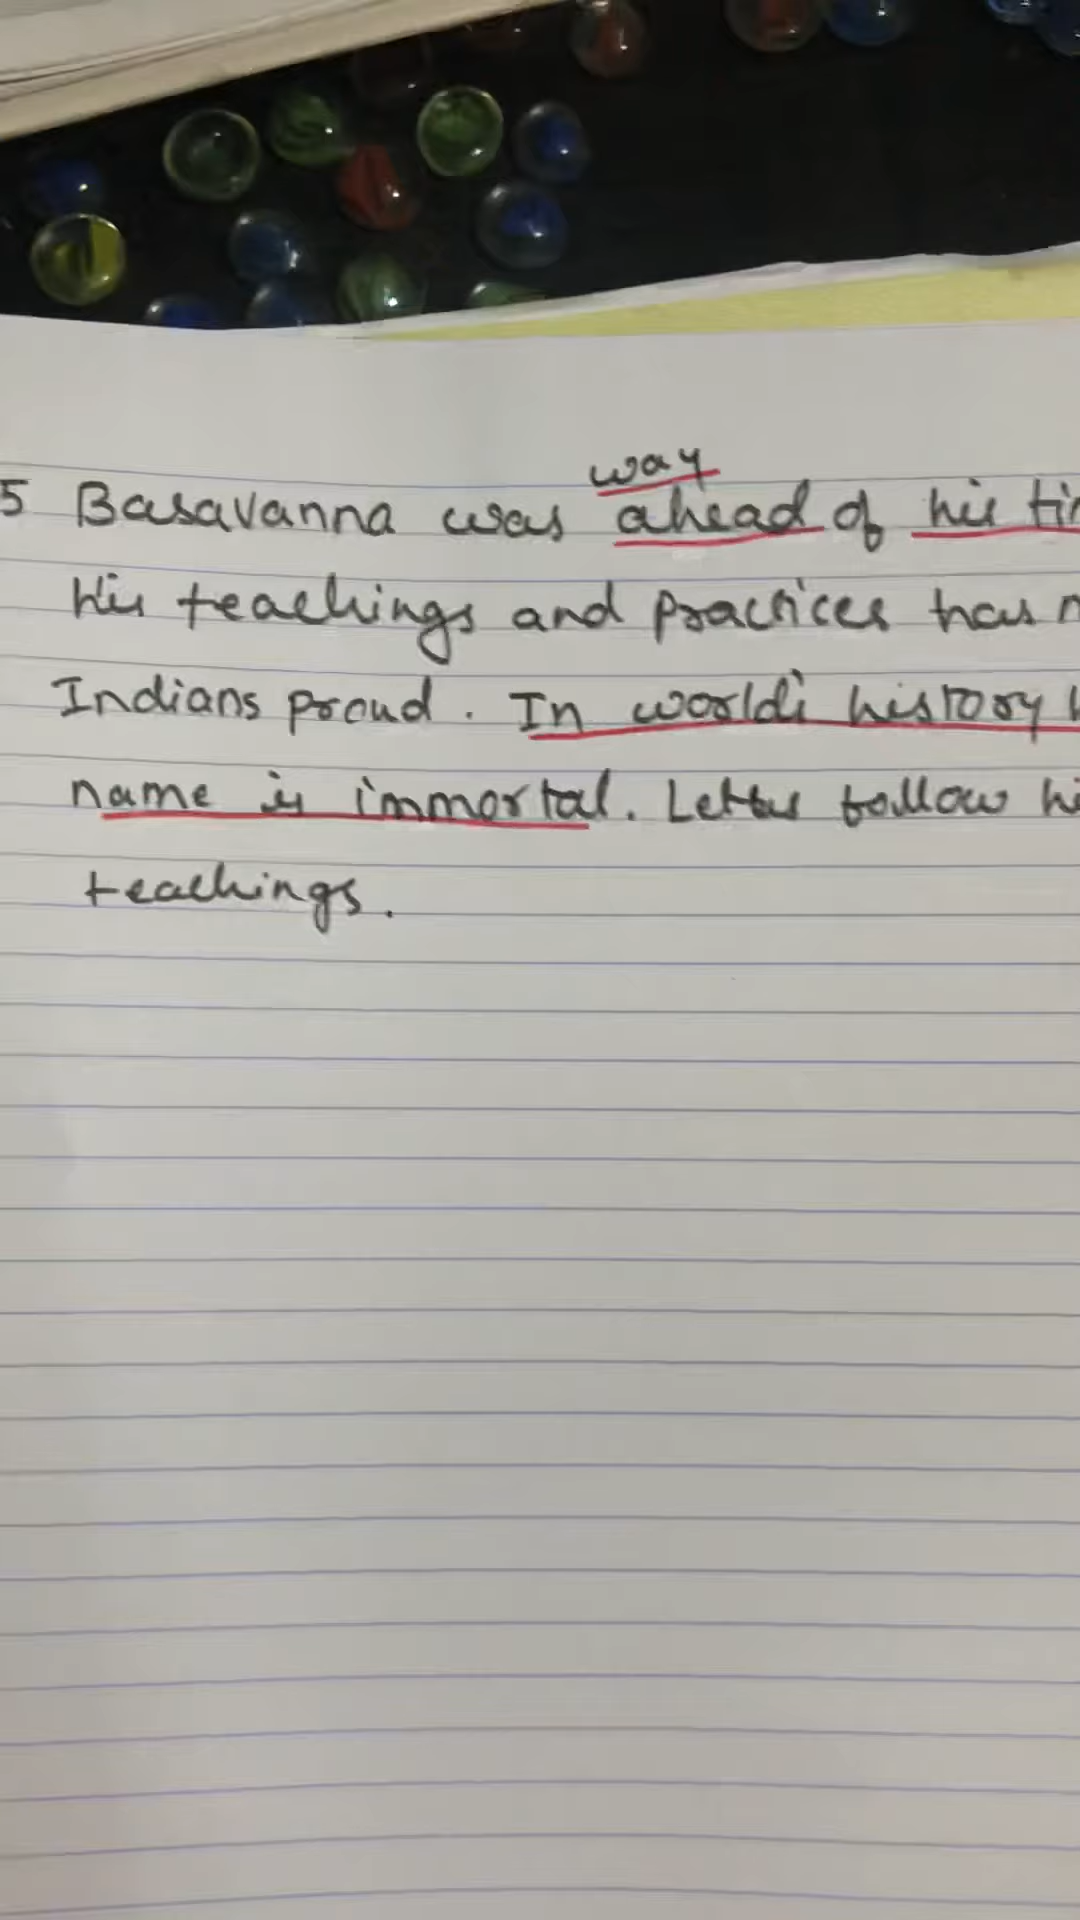 way
5 Basavanna was ahead of his
his teachings and practices has
Indians proud. In world history
name is immortal. Let us follow
teachings.